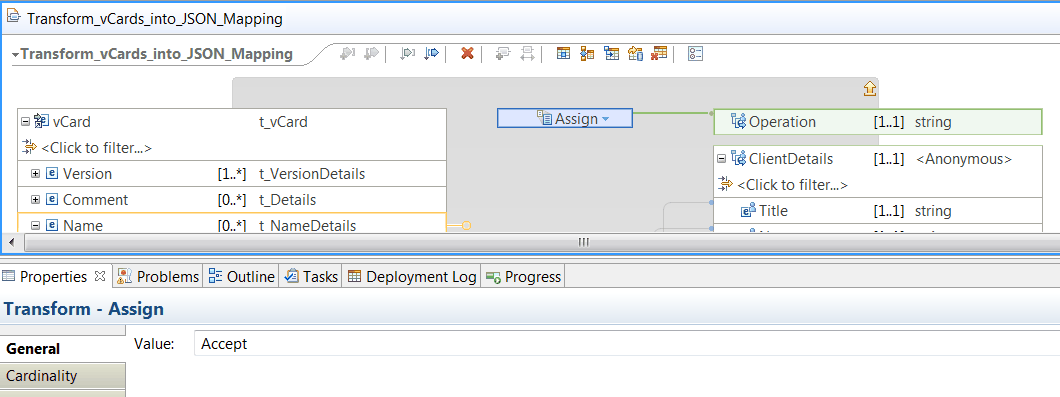 Transform_vCards_into_JSON_Mapping
Transform_vCards_into_JSON_Mapping
vCard t_vCard
<Click to filter...>
Version [1..*] t_VersionDetails
Comment [0..*] t_Details
Name [0..*] t_NameDetails
Assign
Operation [1..1] string
ClientDetails [1..1] <Anonymous>
<Click to filter...>
Title [1..1] string
Properties Problems Outline Tasks Deployment Log Progress
Transform - Assign
General
Cardinality
Value: Accept